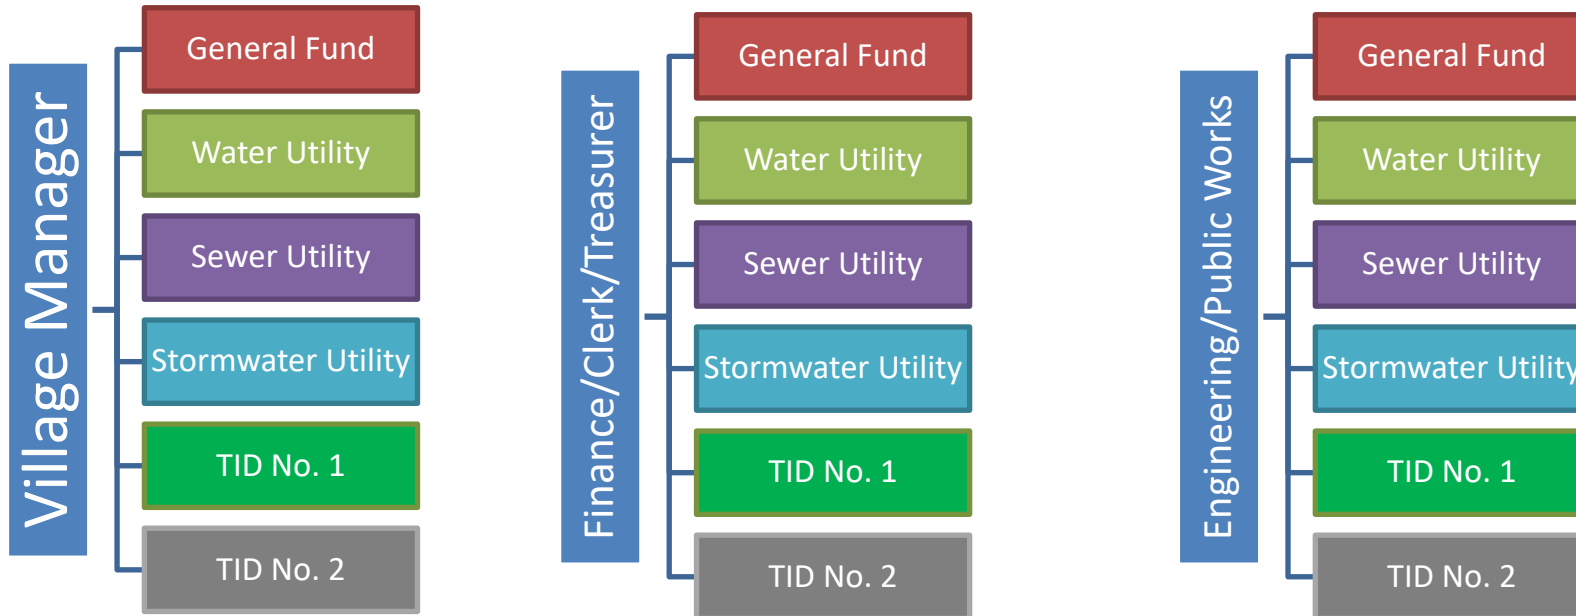 Village Manager
General Fund
Water Utility
Sewer Utility
Stormwater Utility
TID No. 1
TID No. 2
Finance/Clerk/Treasurer
General Fund
Water Utility
Sewer Utility
Stormwater Utility
TID No. 1
TID No. 2
Engineering/Public Works
General Fund
Water Utility
Sewer Utility
Stormwater Utility
TID No. 1
TID No. 2